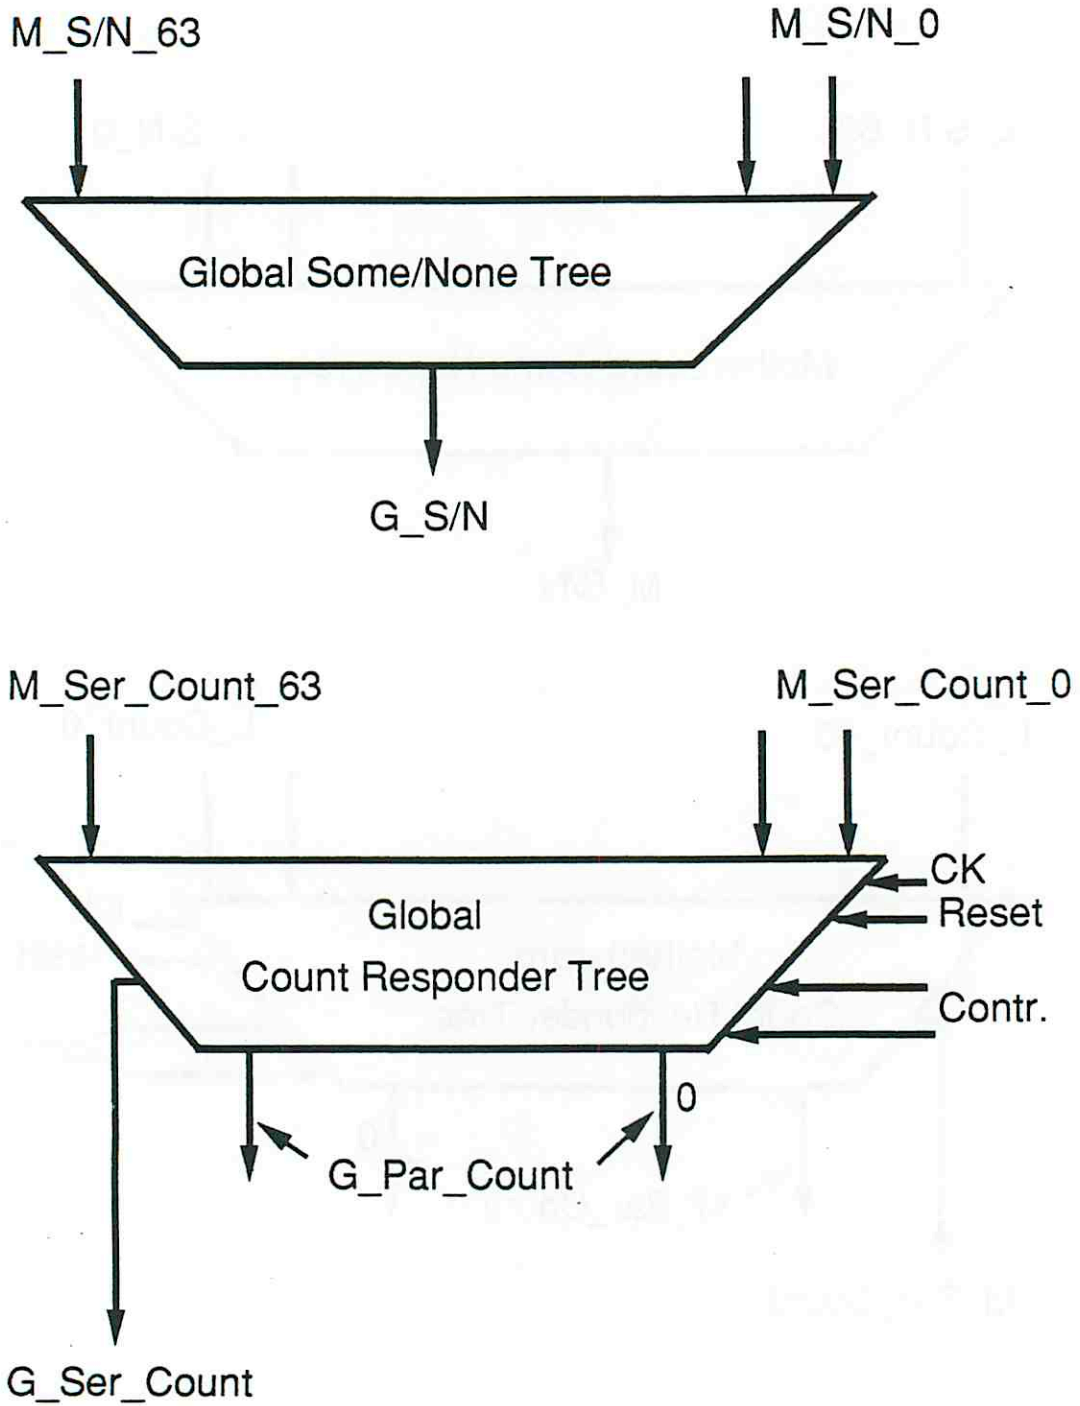 M_S/N_63
M_S/N_0
Global Some/None Tree
G_S/N
M_Ser_Count_63
M_Ser_Count_0
CK
Reset
Global
Count Responder Tree
Contr.
0
G_Par_Count
G_Ser_Count